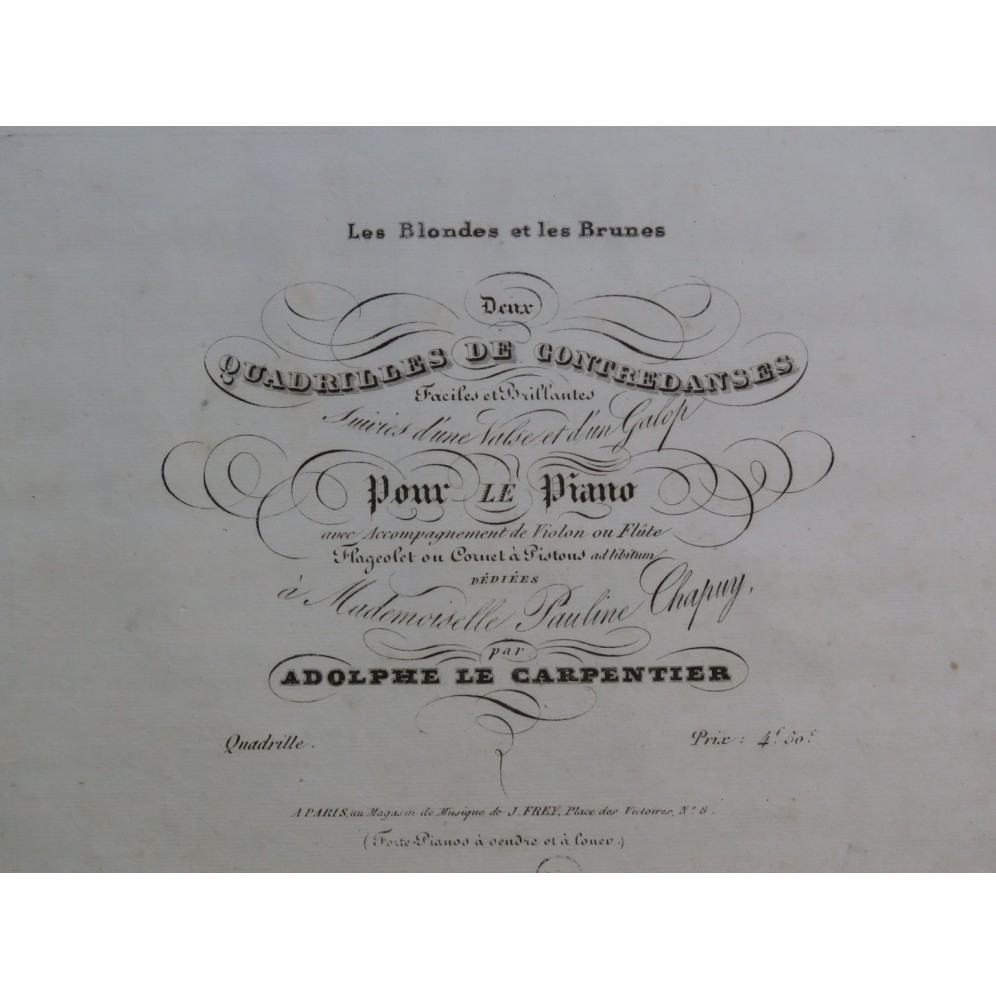 Les Blondes et les Brunes
Deux
QUADRILLES DE CONTREDANSES
Faciles et Brillantes
Suivies d'une Valse et d'un Galop
Pour LE Piano
avec Accompagnement de Violon ou Flûte
Flageolet ou Cornet à Pistons ad libitum
DÉDIÉES
à Mademoiselle Pauline Chapuy,
par
ADOLPHE LE CARPENTIER
Quadrille. Prix: 4f 50c
A PARIS, au Magasin de Musique de J. FREY, Place des Victoires, No 8.
(Forte-Pianos à vendre et à louer.)